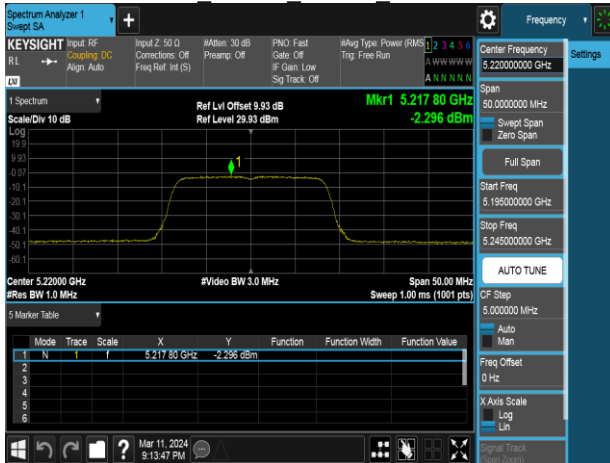 Spectrum Analyzer 1
Swept SA
+
Frequency
KEYSIGHT
Input: RF
Coupling: DC
Align: Auto
Input Z: 50 Ω
Corrections: Off
Freq Ref: Int (S)
#Atten: 30 dB
Preamp: Off
PNO: Fast
Gate: Off
IF Gain: Low
Sig Track: Off
#Avg Type: Power (RMS
Trig: Free Run
1 2 3 4 5 6
A W W W W W
A N N N N N
RL
LXI
Center Frequency
5.220000000 GHz
Settings
1 Spectrum
Ref Lvl Offset 9.93 dB
Mkr1 5.217 80 GHz
Scale/Div 10 dB
Ref Level 29.93 dBm
-2.296 dBm
Log
19.9
9.93
-0.07
-10.1
-20.1
-30.1
-40.1
-50.1
-60.1
1
Center 5.22000 GHz
#Video BW 3.0 MHz
Span 50.00 MHz
#Res BW 1.0 MHz
Sweep 1.00 ms (1001 pts)
Span
50.0000000 MHz
Swept Span
Zero Span
Full Span
Start Freq
5.195000000 GHz
Stop Freq
5.245000000 GHz
AUTO TUNE
CF Step
5.000000 MHz
Auto
Man
Freq Offset
0 Hz
X Axis Scale
Log
Lin
Signal Track
(Span Zoom)
5 Marker Table
Mode Trace Scale X Y Function Function Width Function Value
1 N 1 f 5.217 80 GHz -2.296 dBm
2
3
4
5
6
?
Mar 11, 2024
9:13:47 PM